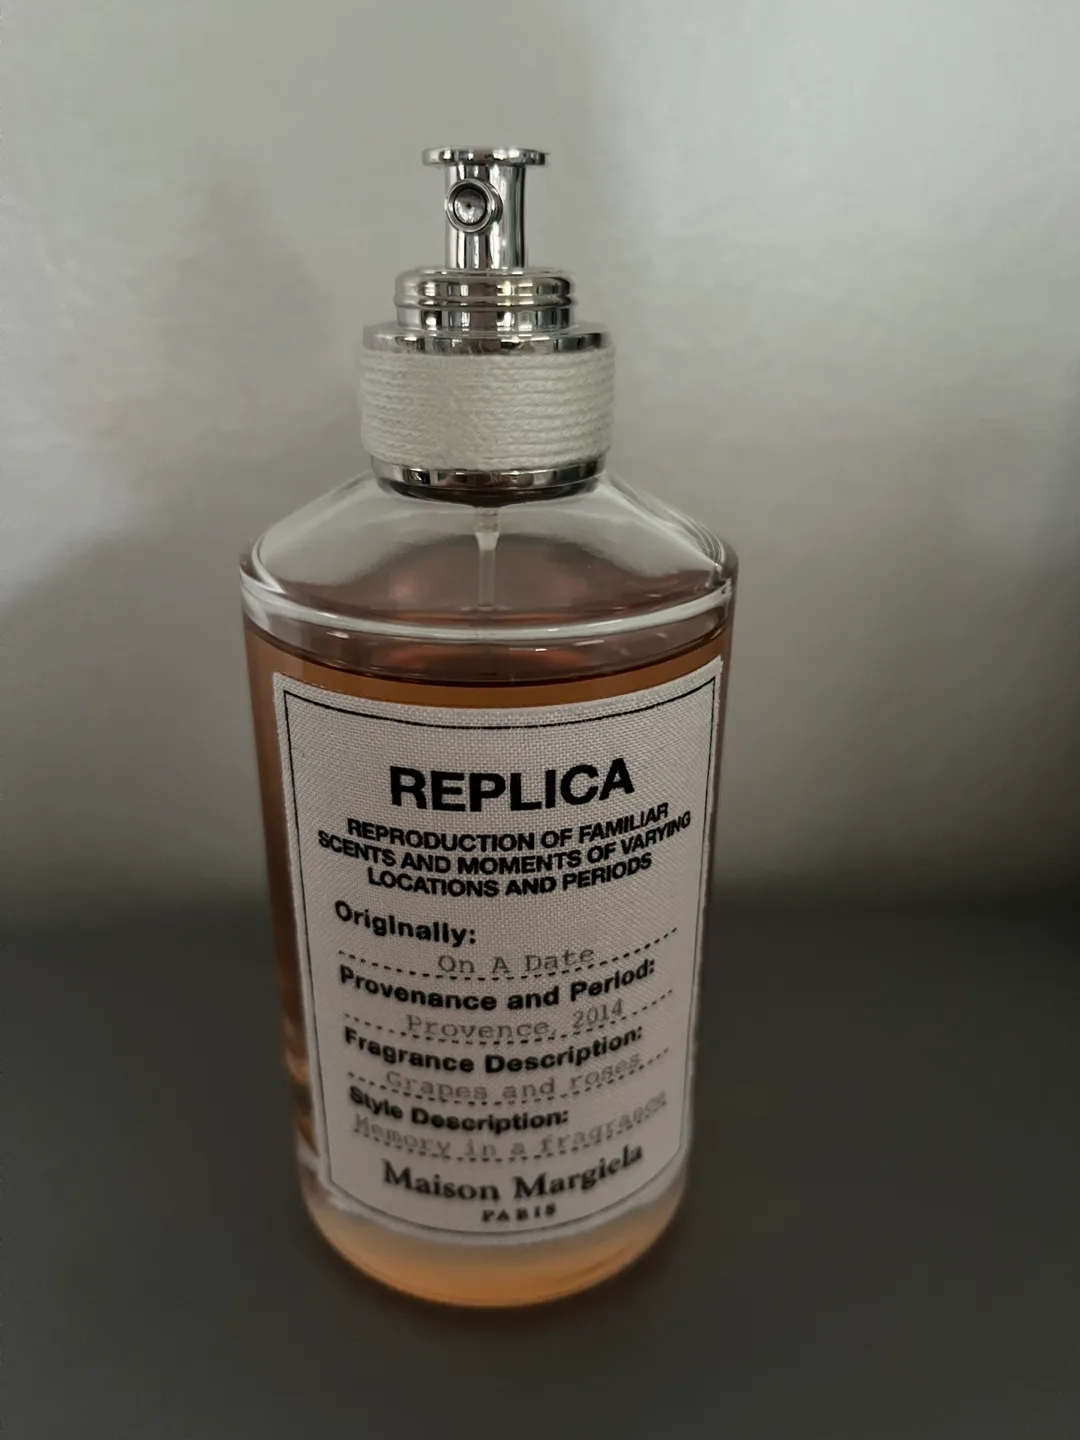 REPLICA
REPRODUCTION OF FAMILIAR
SCENTS AND MOMENTS OF VARYING
LOCATIONS AND PERIODS
Originally:
On A Date
Provenance and Period:
Provence, 2014
Fragrance Description:
Grapes and roses
Style Description:
Memory in a fragrance
Maison Margiela
PARIS